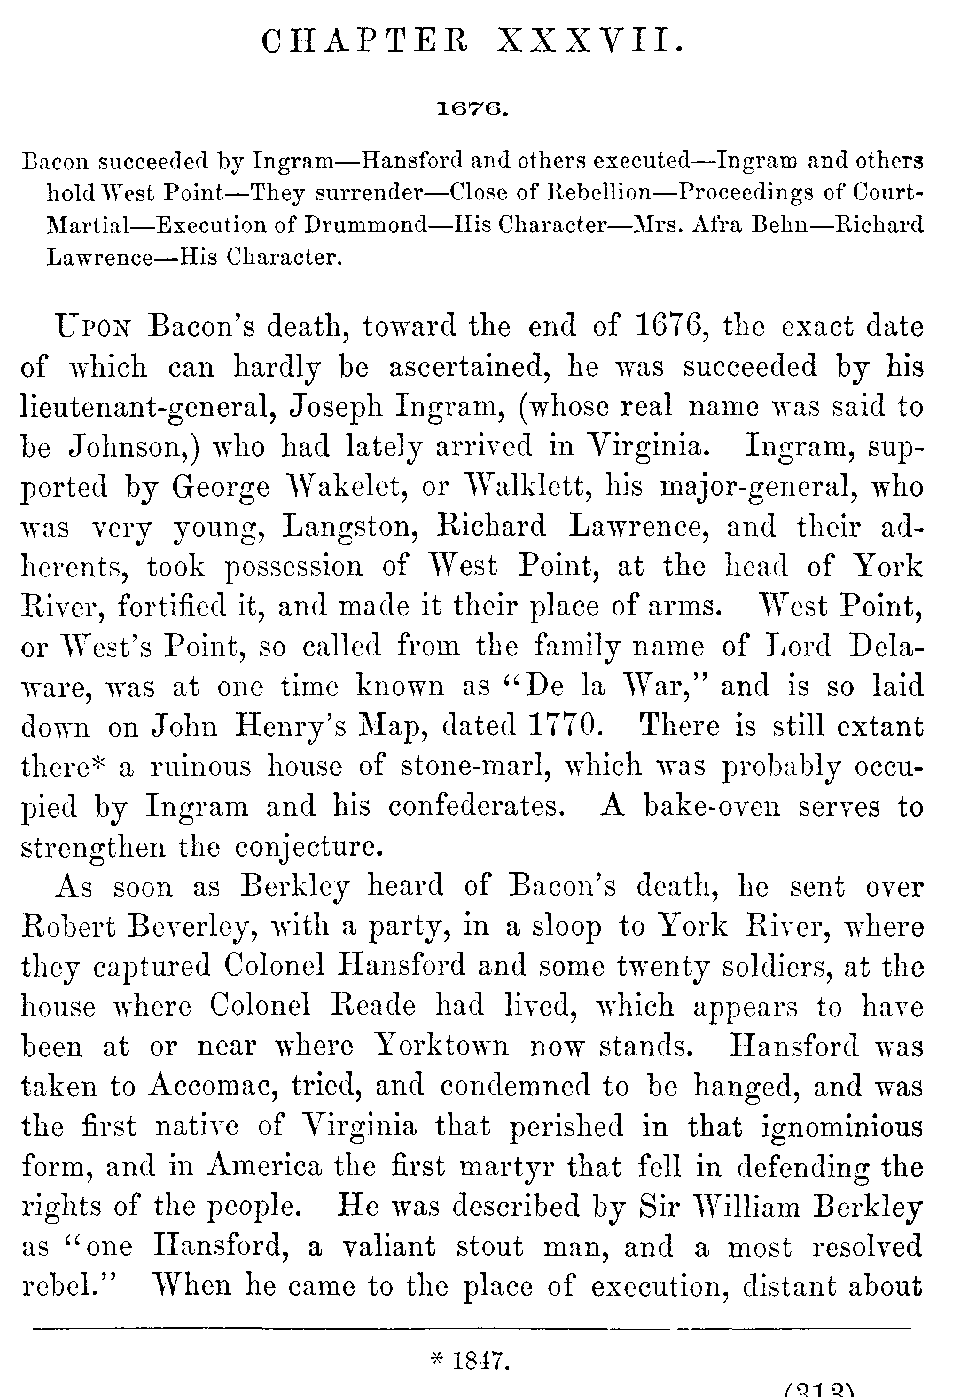 CHAPTER XXXVII.
1676.
Bacon succeeded by Ingram—Hansford and others executed—Ingram and others
hold West Point—They surrender—Close of Rebellion—Proceedings of Court-
Martial—Execution of Drummond—His Character—Mrs. Afra Behn—Richard
Lawrence—His Character.
Upon Bacon's death, toward the end of 1676, the exact date
of which can hardly be ascertained, he was succeeded by his
lieutenant-general, Joseph Ingram, (whose real name was said to
be Johnson,) who had lately arrived in Virginia. Ingram, sup-
ported by George Wakelet, or Walklett, his major-general, who
was very young, Langston, Richard Lawrence, and their ad-
herents, took possession of West Point, at the head of York
River, fortified it, and made it their place of arms. West Point,
or West's Point, so called from the family name of Lord Dela-
ware, was at one time known as "De la War," and is so laid
down on John Henry's Map, dated 1770. There is still extant
there* a ruinous house of stone-marl, which was probably occu-
pied by Ingram and his confederates. A bake-oven serves to
strengthen the conjecture.
As soon as Berkley heard of Bacon's death, he sent over
Robert Beverley, with a party, in a sloop to York River, where
they captured Colonel Hansford and some twenty soldiers, at the
house where Colonel Reade had lived, which appears to have
been at or near where Yorktown now stands. Hansford was
taken to Accomac, tried, and condemned to be hanged, and was
the first native of Virginia that perished in that ignominious
form, and in America the first martyr that fell in defending the
rights of the people. He was described by Sir William Berkley
as "one Hansford, a valiant stout man, and a most resolved
rebel." When he came to the place of execution, distant about
* 1847.
(313)